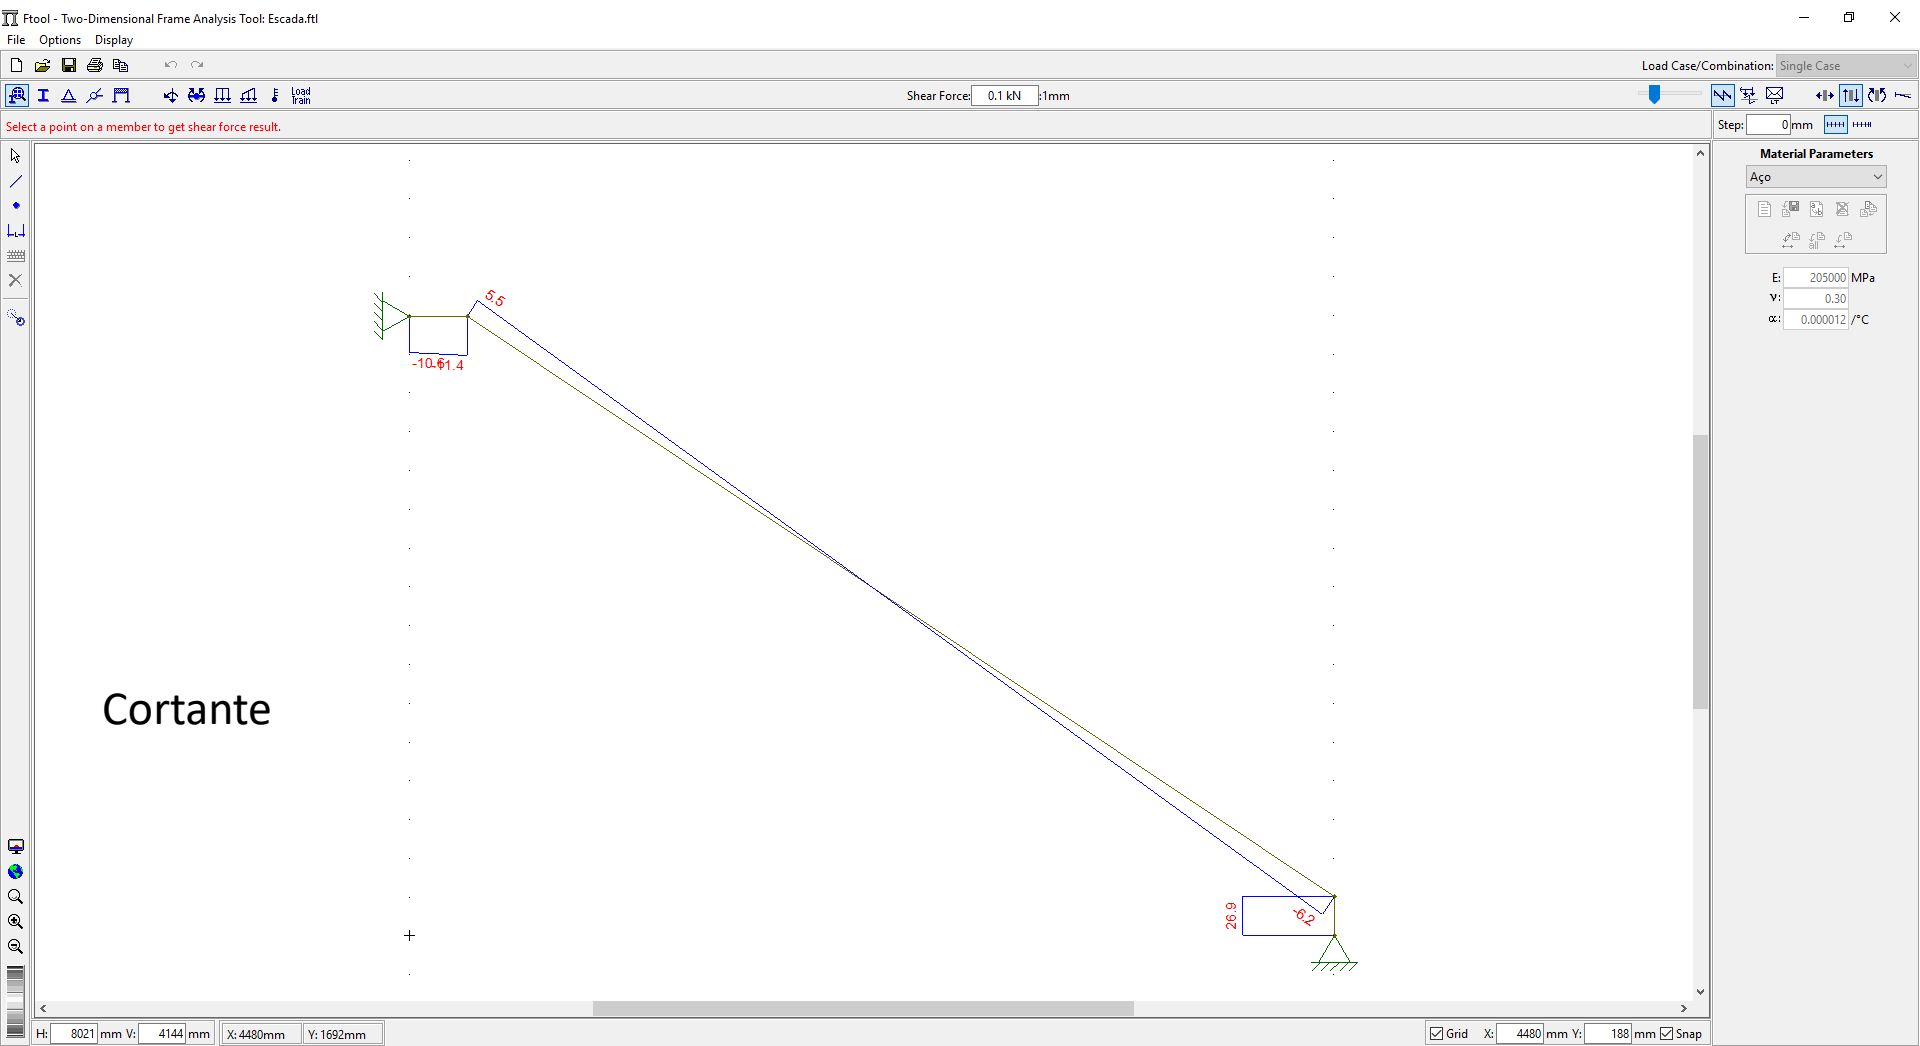 Ftool - Two-Dimensional Frame Analysis Tool: Escada.ftl
File Options Display
Load Case/Combination: Single Case
Load Train
Shear Force: 0.1 kN :1mm
Select a point on a member to get shear force result.
Step: 0 mm
Material Parameters
Aço
E: 205000 MPa
ν: 0.30
α: 0.000012 /°C
5.5
-10.6
-11.4
Cortante
26.9
-6.2
H: 8021 mm V: 4144 mm X: 4480mm Y: 1692mm
Grid X: 4480 mm Y: 188 mm Snap